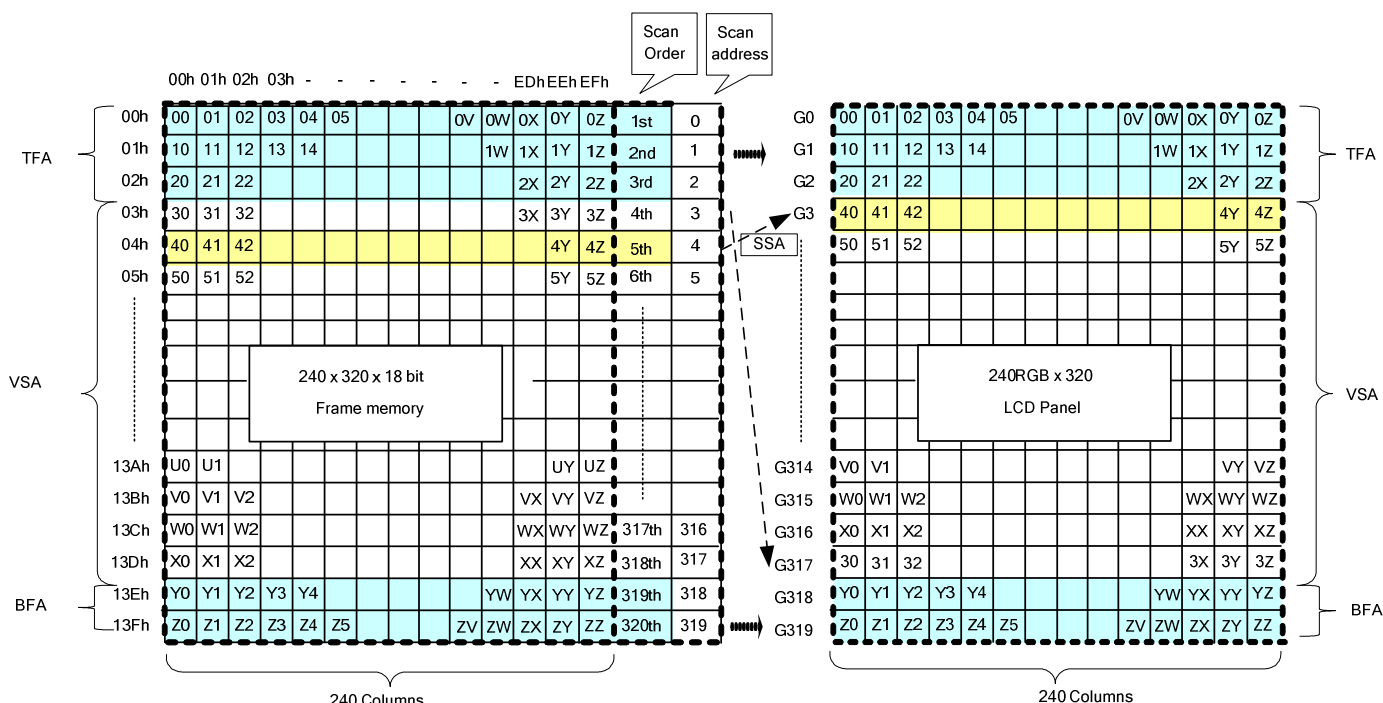 Scan Order
Scan address
00h 01h 02h 03h - - - - - - - EDh EEh EFh
TFA
VSA
BFA
00h 00 01 02 03 04 05 0V 0W 0X 0Y 0Z 1st 0
01h 10 11 12 13 14 1W 1X 1Y 1Z 2nd 1
02h 20 21 22 2X 2Y 2Z 3rd 2
03h 30 31 32 3X 3Y 3Z 4th 3
04h 40 41 42 4Y 4Z 5th 4
05h 50 51 52 5Y 5Z 6th 5
240 x 320 x 18 bit
Frame memory
13Ah U0 U1 UY UZ
13Bh V0 V1 V2 VX VY VZ
13Ch W0 W1 W2 WX WY WZ 317th 316
13Dh X0 X1 X2 XX XY XZ 318th 317
13Eh Y0 Y1 Y2 Y3 Y4 YW YX YY YZ 319th 318
13Fh Z0 Z1 Z2 Z3 Z4 Z5 ZV ZW ZX ZY ZZ 320th 319
240 Columns
SSA
G0 00 01 02 03 04 05 0V 0W 0X 0Y 0Z
G1 10 11 12 13 14 1W 1X 1Y 1Z
G2 20 21 22 2X 2Y 2Z
G3 40 41 42 4Y 4Z
50 51 52 5Y 5Z
240RGB x 320
LCD Panel
G314 V0 V1 VY VZ
G315 W0 W1 W2 WX WY WZ
G316 X0 X1 X2 XX XY XZ
G317 30 31 32 3X 3Y 3Z
G318 Y0 Y1 Y2 Y3 Y4 YW YX YY YZ
G319 Z0 Z1 Z2 Z3 Z4 Z5 ZV ZW ZX ZY ZZ
TFA
VSA
BFA
240 Columns